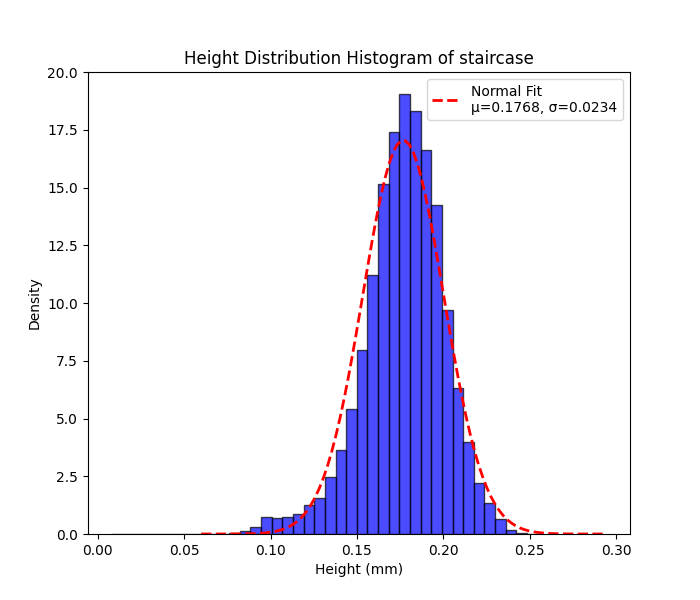 Height Distribution Histogram of staircase
Normal Fit
μ=0.1768, σ=0.0234
Density
20.0
17.5
15.0
12.5
10.0
7.5
5.0
2.5
0.0
0.00 0.05 0.10 0.15 0.20 0.25 0.30
Height (mm)